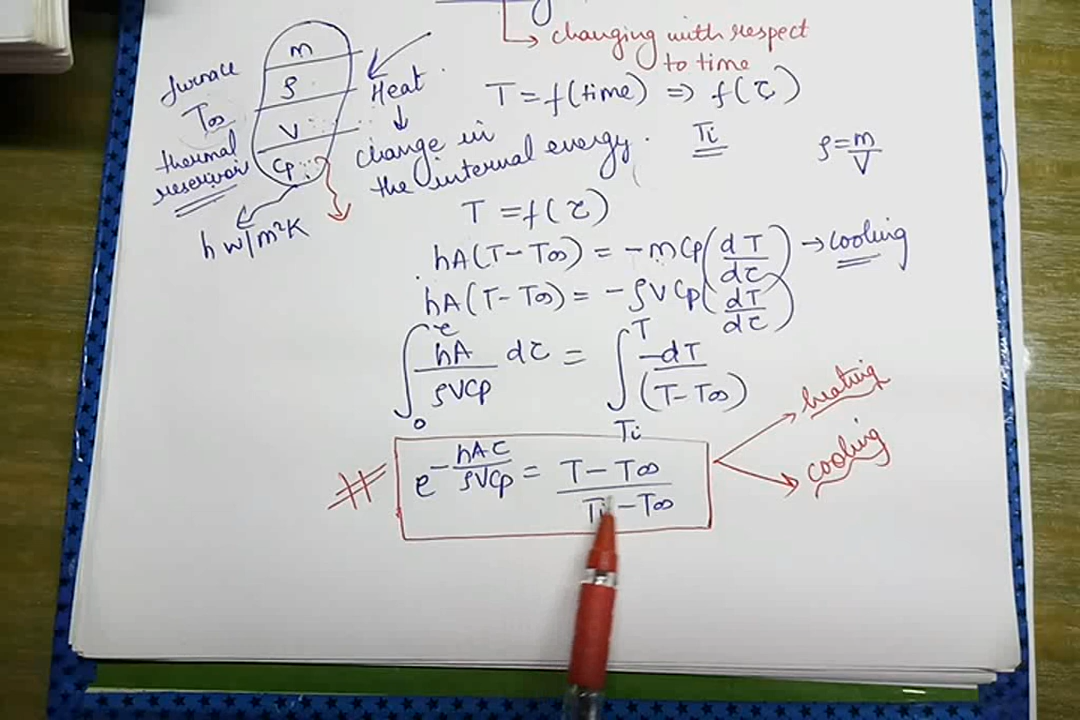 changing with respect
to time
m
ρ
V
Cp
furnace
T∞
thermal
reservoir
h W/m²K
Heat
change in
the internal energy.
T = f(time) ⇒ f(τ)
Ti
ρ = m/V
T = f(τ)
hA(T - T∞) = - mCp(dT/dτ) → cooling
hA(T - T∞) = - ρVCp(dT/dτ)
∫₀^τ hA/ρVCp dτ = ∫_Ti^T -dT/(T - T∞)
# e^(-hAτ/ρVCp) = T - T∞ / Ti - T∞
heating
cooling